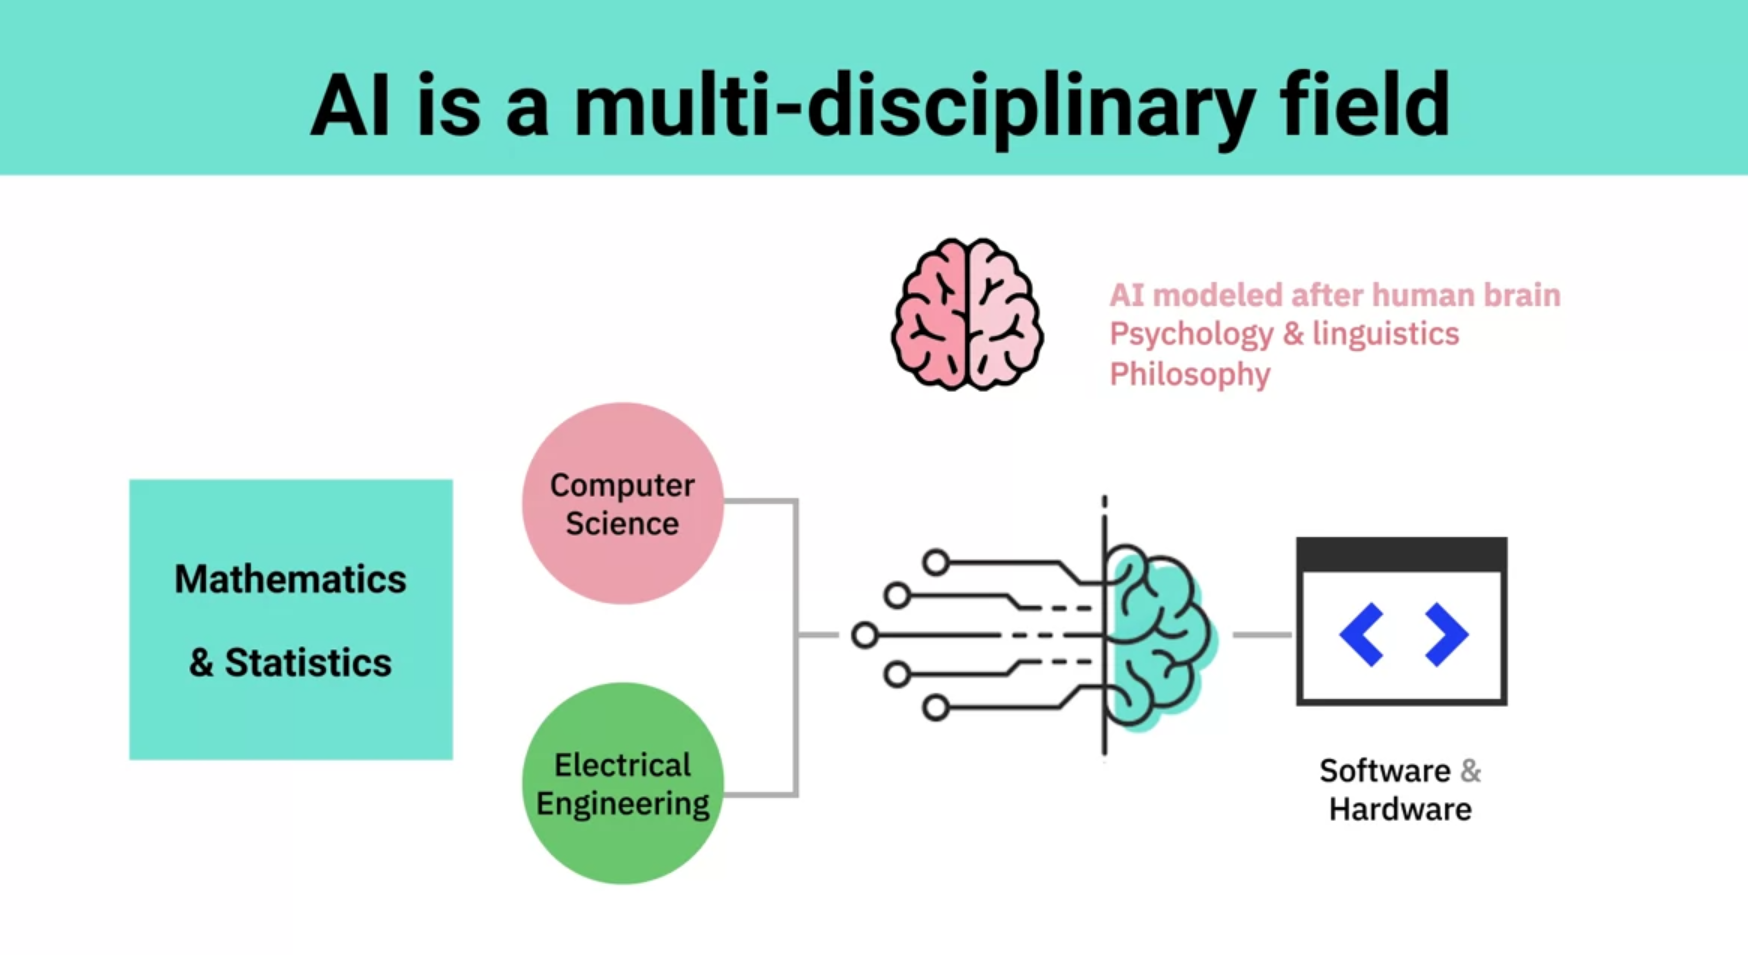 AI is a multi-disciplinary field
AI modeled after human brain
Psychology & linguistics
Philosophy
Computer
Science
Mathematics
& Statistics
Electrical
Engineering
Software &
Hardware